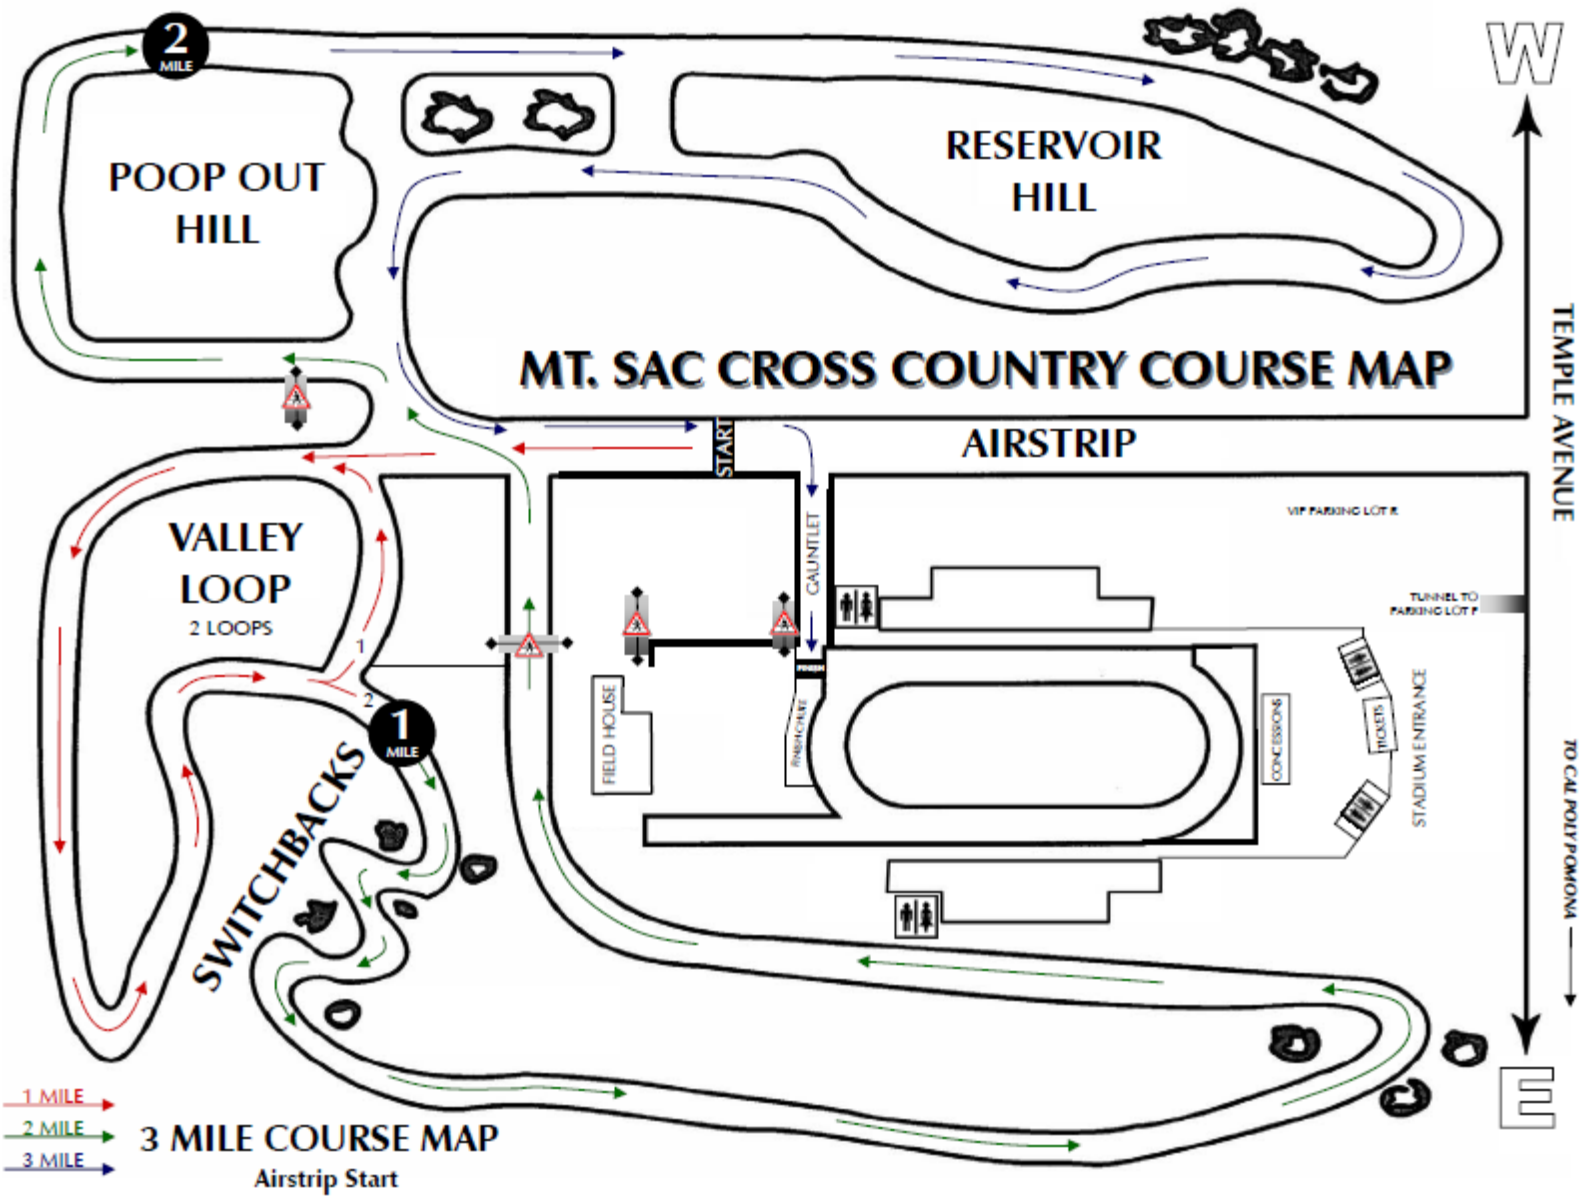 2
MILE
W
POOP OUT
HILL
RESERVOIR
HILL
MT. SAC CROSS COUNTRY COURSE MAP
TEMPLE AVENUE
START
AIRSTRIP
VALLEY
LOOP
2 LOOPS
GAUNTLET
VIP PARKING LOT R
TUNNEL TO
PARKING LOT F
1
2
1
MILE
FINISH
FINISH CHUTE
FIELD HOUSE
CONCESSIONS
TICKETS
STADIUM ENTRANCE
TO CAL POLY POMONA
SWITCHBACKS
E
1 MILE
2 MILE
3 MILE
3 MILE COURSE MAP
Airstrip Start